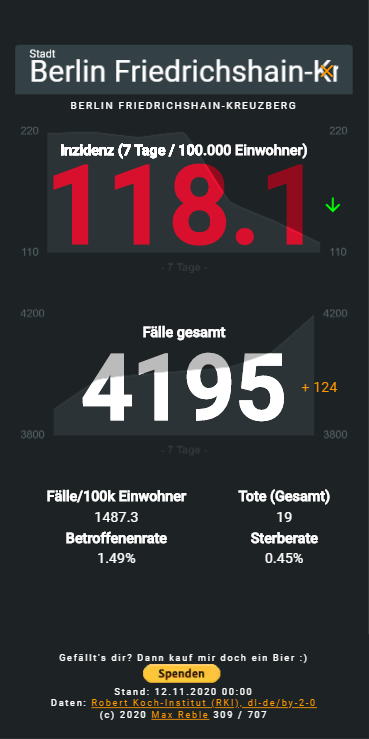 Stadt
Berlin Friedrichshain-Kr
BERLIN FRIEDRICHSHAIN-KREUZBERG
220 220
Inzidenz (7 Tage / 100.000 Einwohner)
118.1
110 110
- 7 Tage -
4200 4200
Fälle gesamt
4195 + 124
3800 3800
- 7 Tage -
Fälle/100k Einwohner Tote (Gesamt)
1487.3 19
Betroffenenrate Sterberate
1.49% 0.45%
Gefällt's dir? Dann kauf mir doch ein Bier :)
Spenden
Stand: 12.11.2020 00:00
Daten: Robert Koch-Institut (RKI), dl-de/by-2-0
(c) 2020 Max Reble 309 / 707